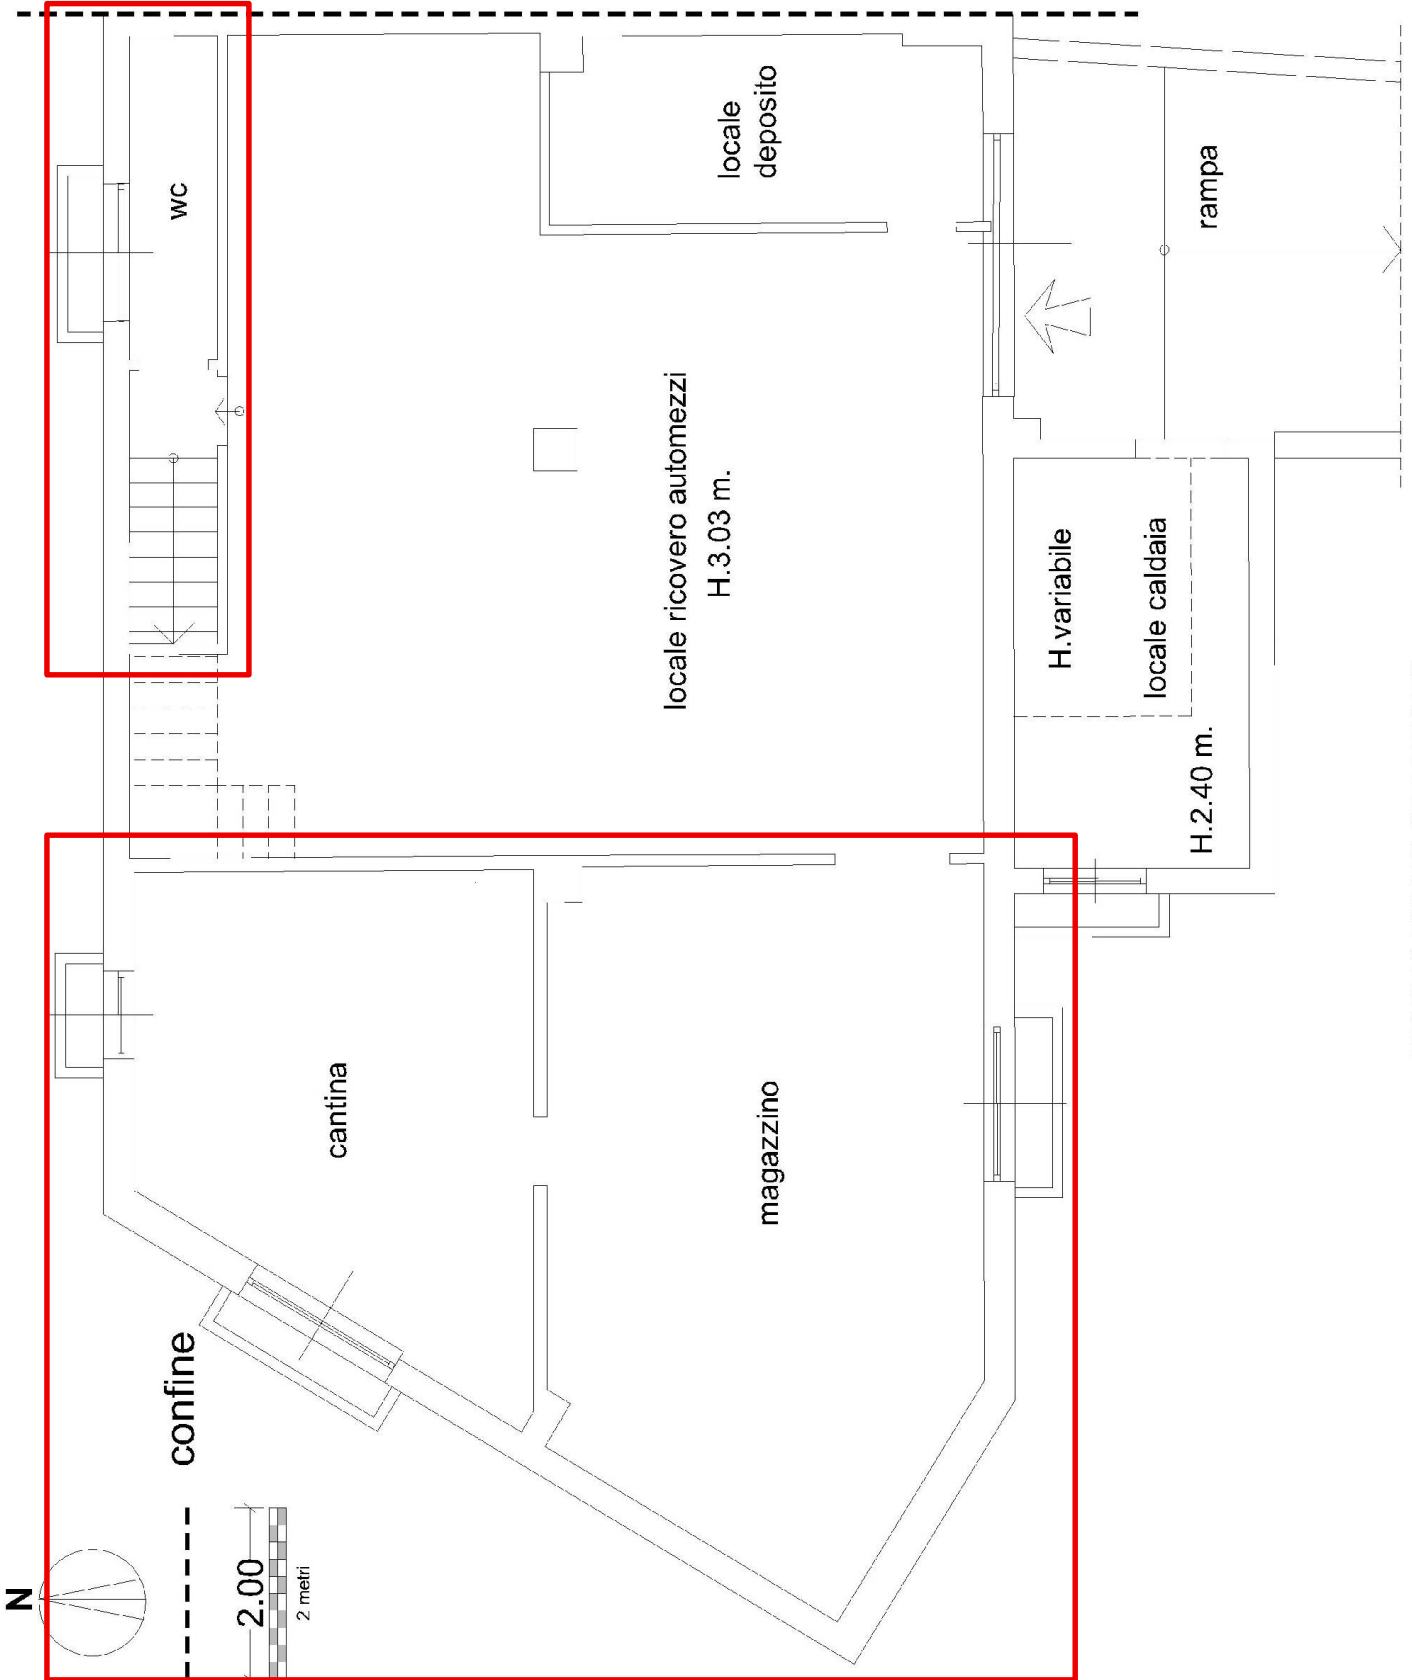 wc
locale
deposito
rampa
locale ricovero automezzi
H.3.03 m.
H.variabile
locale caldaia
H.2.40 m.
cantina
magazzino
confine
N
2.00
2 metri